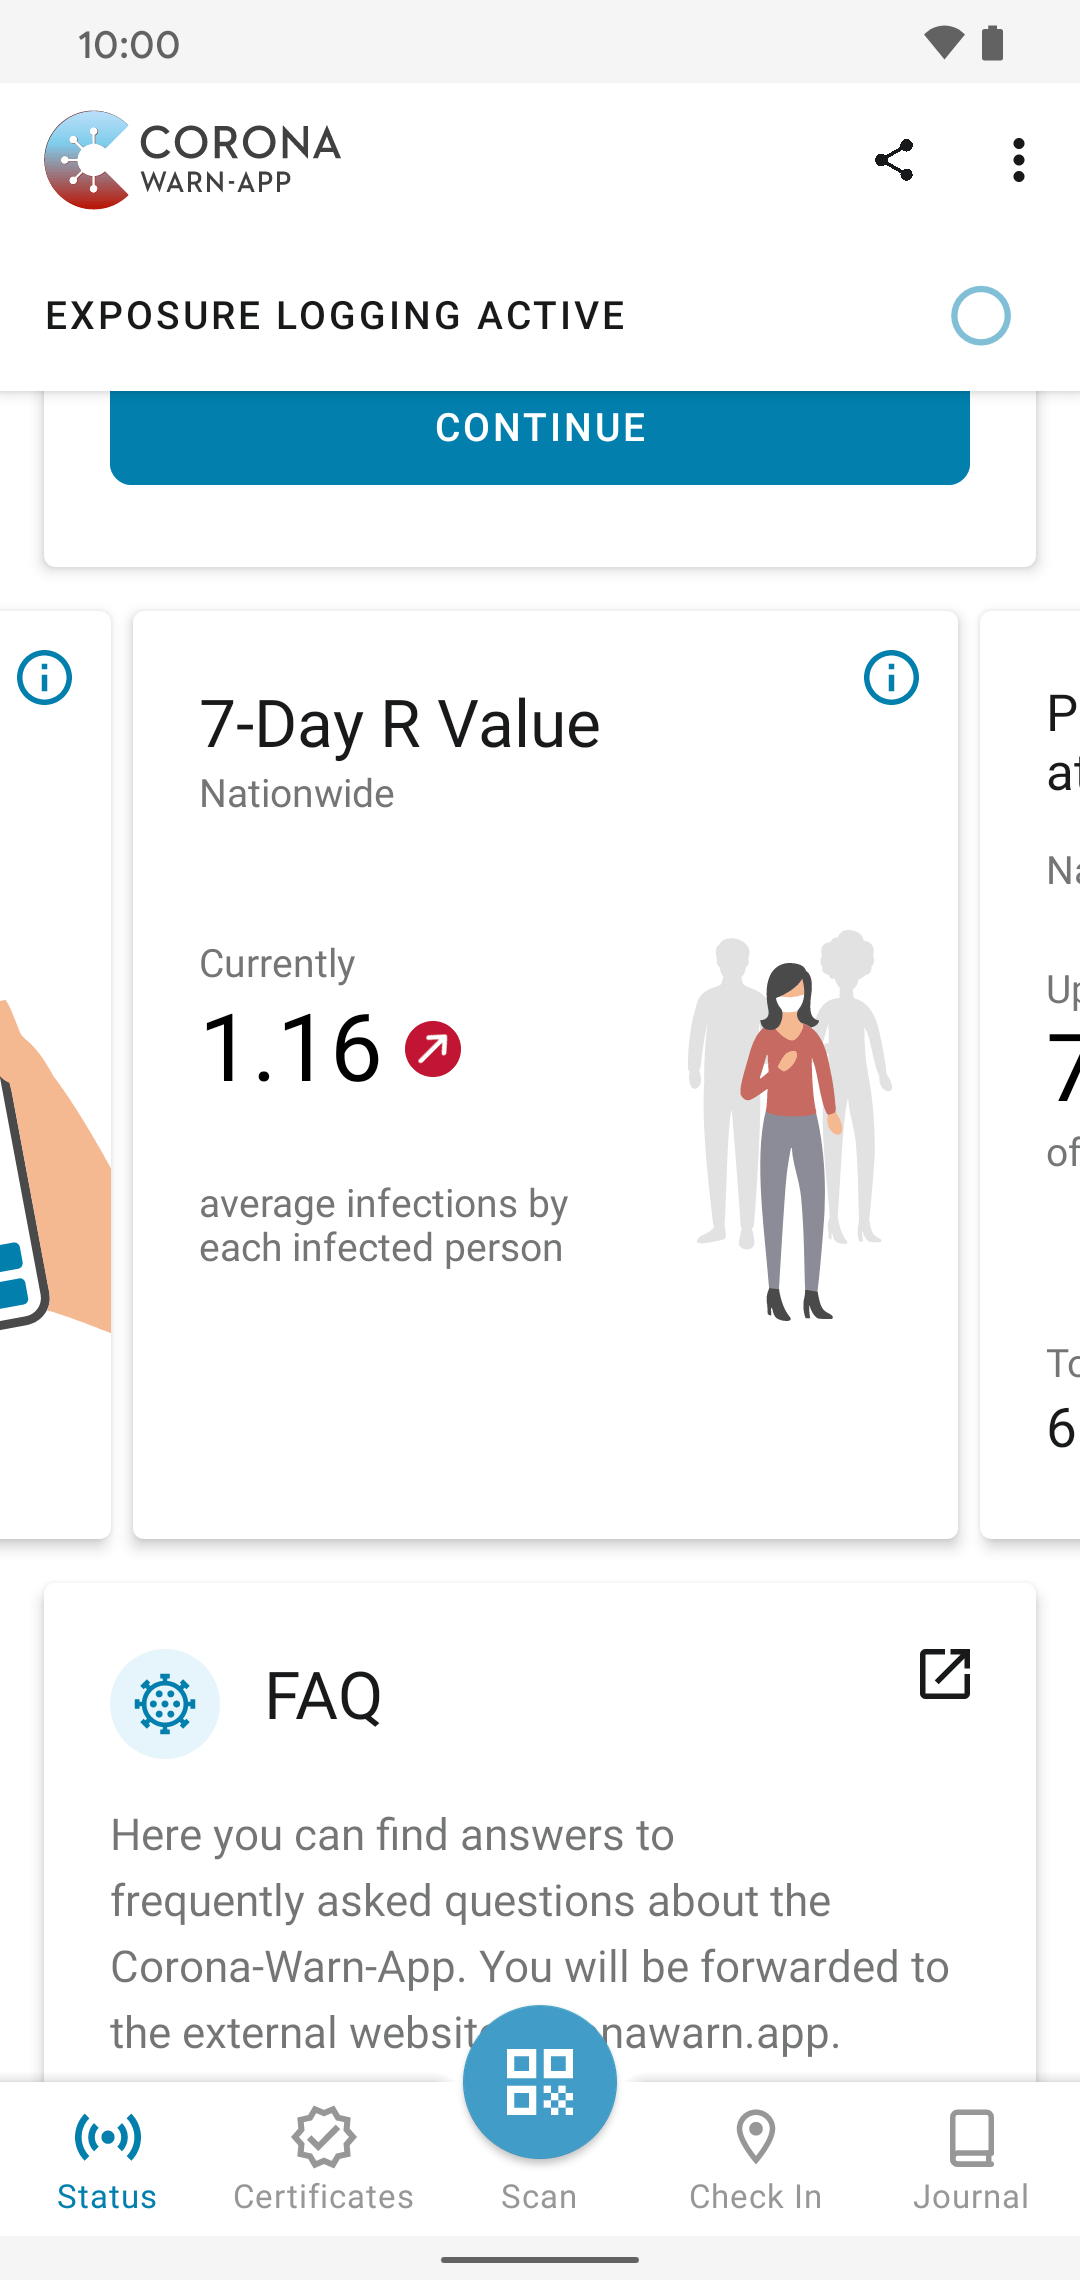 10:00
CORONA
WARN-APP
EXPOSURE LOGGING ACTIVE
CONTINUE
7-Day R Value
Nationwide
Currently
1.16
average infections by
each infected person
P
at
Na
Up
7
of
To
6
FAQ
Here you can find answers to
frequently asked questions about the
Corona-Warn-App. You will be forwarded to
the external website nawarn.app.
Status
Certificates
Scan
Check In
Journal